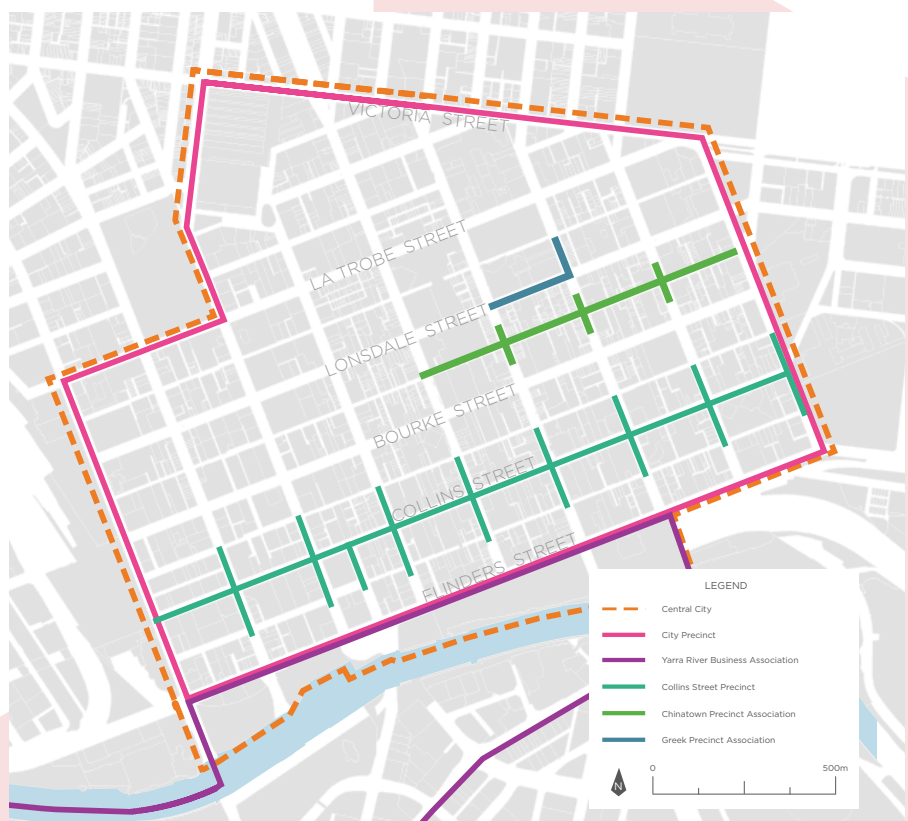 VICTORIA STREET
LA TROBE STREET
LONSDALE STREET
BOURKE STREET
COLLINS STREET
FLINDERS STREET
LEGEND
Central City
City Precinct
Yarra River Business Association
Collins Street Precinct
Chinatown Precinct Association
Greek Precinct Association
N
0 500m